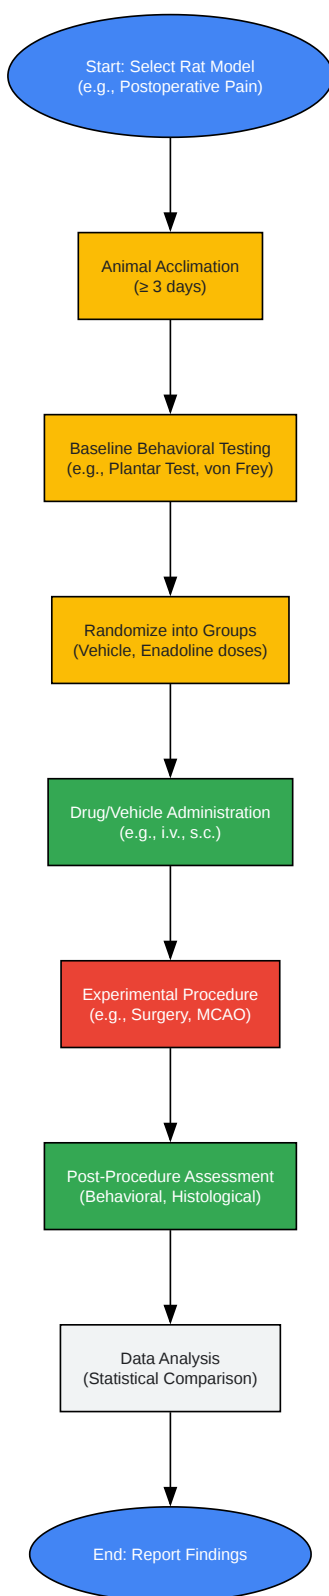 Start: Select Rat Model
(e.g., Postoperative Pain)
Animal Acclimation
(≥ 3 days)
Baseline Behavioral Testing
(e.g., Plantar Test, von Frey)
Randomize into Groups
(Vehicle, Enadoline doses)
Drug/Vehicle Administration
(e.g., i.v., s.c.)
Experimental Procedure
(e.g., Surgery, MCAO)
Post-Procedure Assessment
(Behavioral, Histological)
Data Analysis
(Statistical Comparison)
End: Report Findings